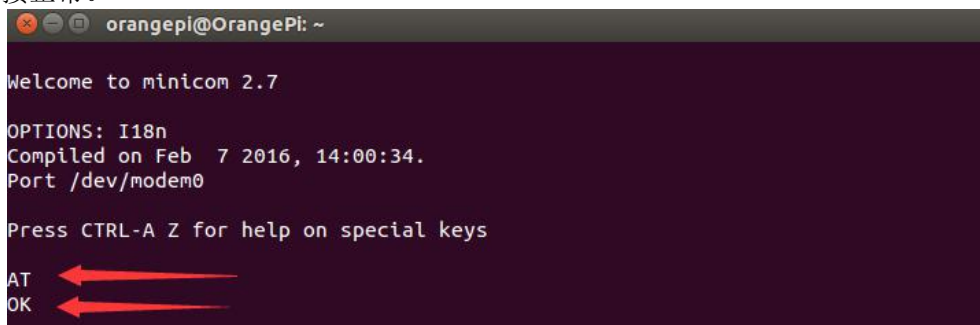 orangepi@OrangePi: ~
Welcome to minicom 2.7
OPTIONS: I18n
Compiled on Feb  7 2016, 14:00:34.
Port /dev/modem0
Press CTRL-A Z for help on special keys
AT
OK